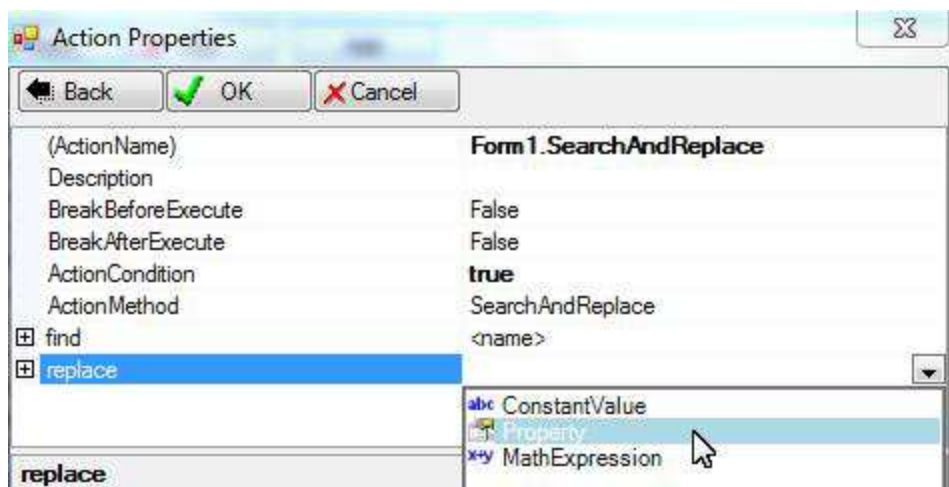 Action Properties
Back OK Cancel
(ActionName) Form1.SearchAndReplace
Description
BreakBeforeExecute False
BreakAfterExecute False
ActionCondition true
ActionMethod SearchAndReplace
find <name>
replace
abc ConstantValue
Property
x+y MathExpression
replace